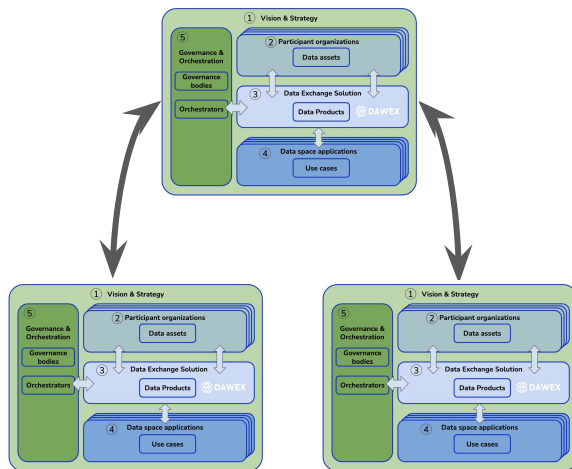 ① Vision & Strategy
⑤
Governance &
Orchestration
Governance
bodies
Orchestrators
② Participant organizations
Data assets
③ Data Exchange Solution
Data Products
DAWEX
④ Data space applications
Use cases
① Vision & Strategy
⑤
Governance &
Orchestration
Governance
bodies
Orchestrators
② Participant organizations
Data assets
③ Data Exchange Solution
Data Products
DAWEX
④ Data space applications
Use cases
① Vision & Strategy
⑤
Governance &
Orchestration
Governance
bodies
Orchestrators
② Participant organizations
Data assets
③ Data Exchange Solution
Data Products
DAWEX
④ Data space applications
Use cases